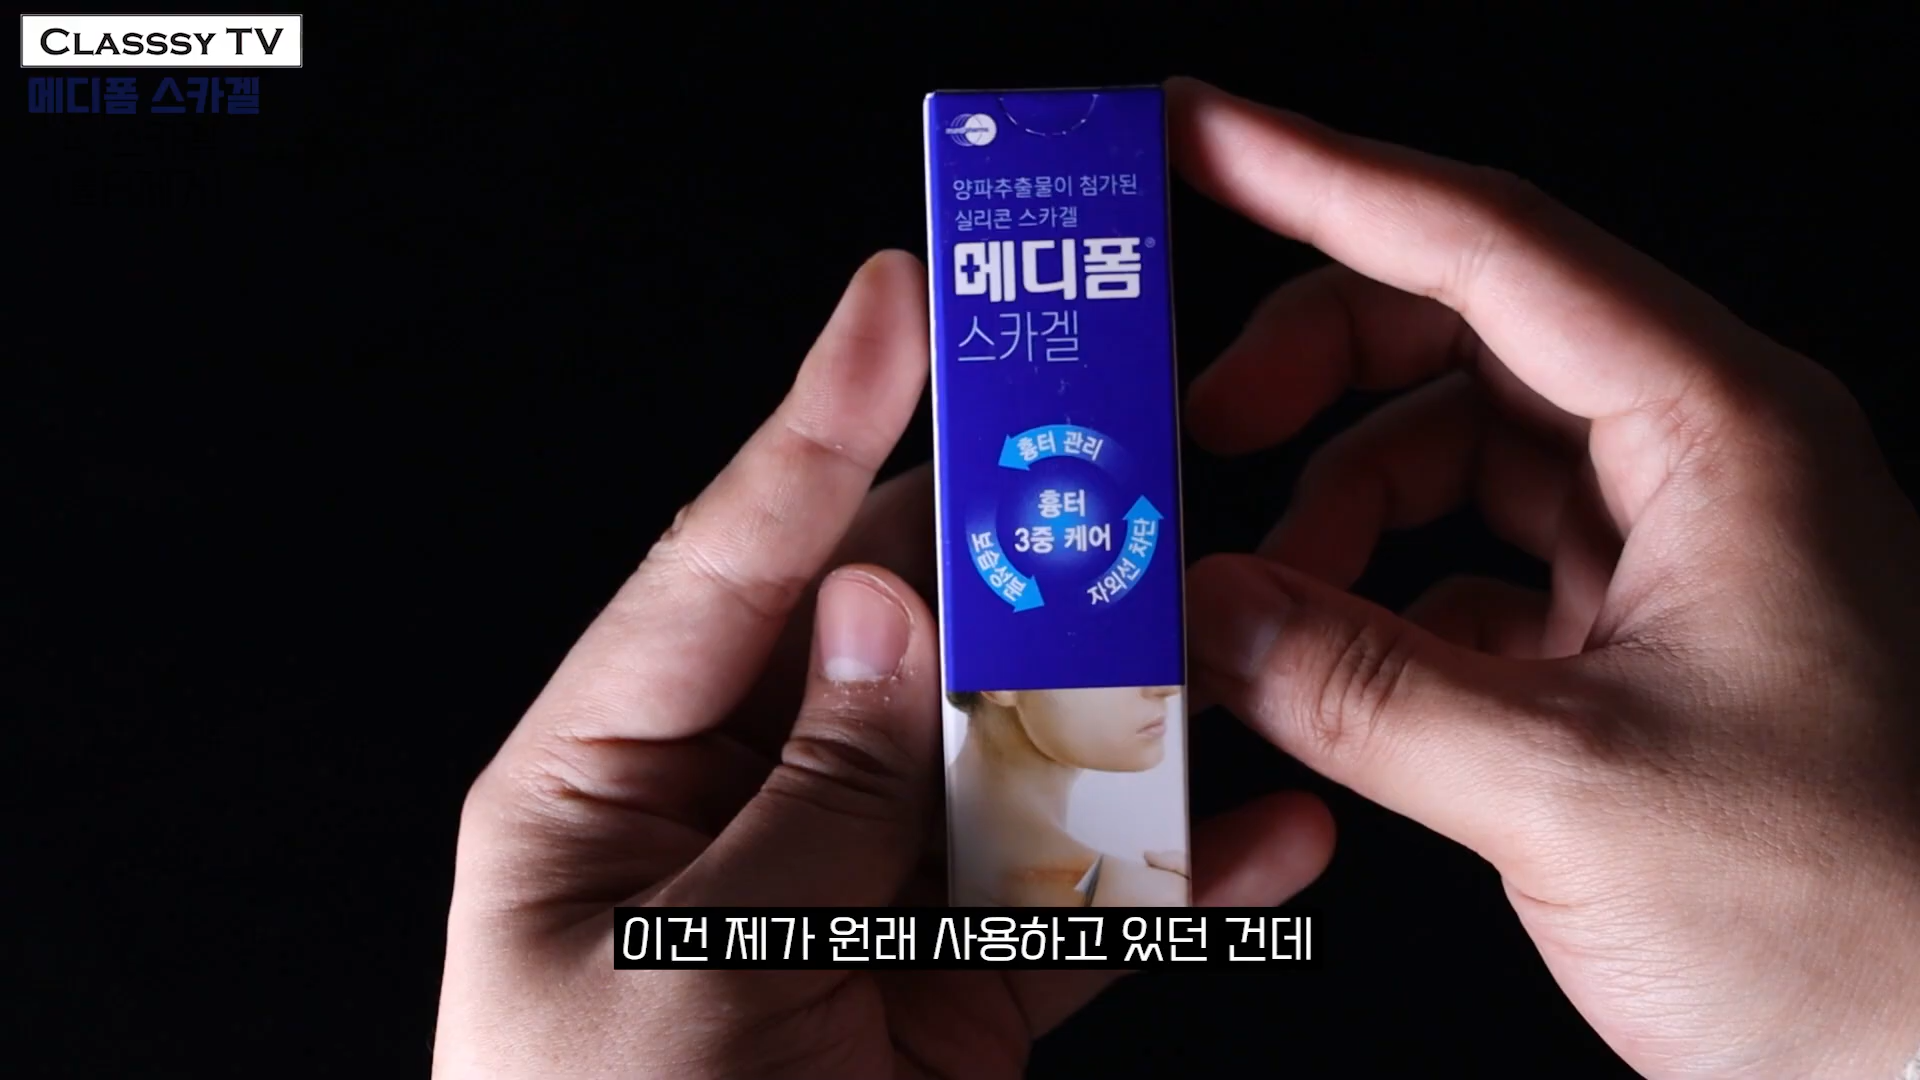 CLASSSY TV
메디폼 스카겔
양파추출물이 첨가된
실리콘 스카겔
메디폼®
스카겔
흉터 관리
흉터
3중 케어
보습성분
자외선 차단
이건 제가 원래 사용하고 있던 건데